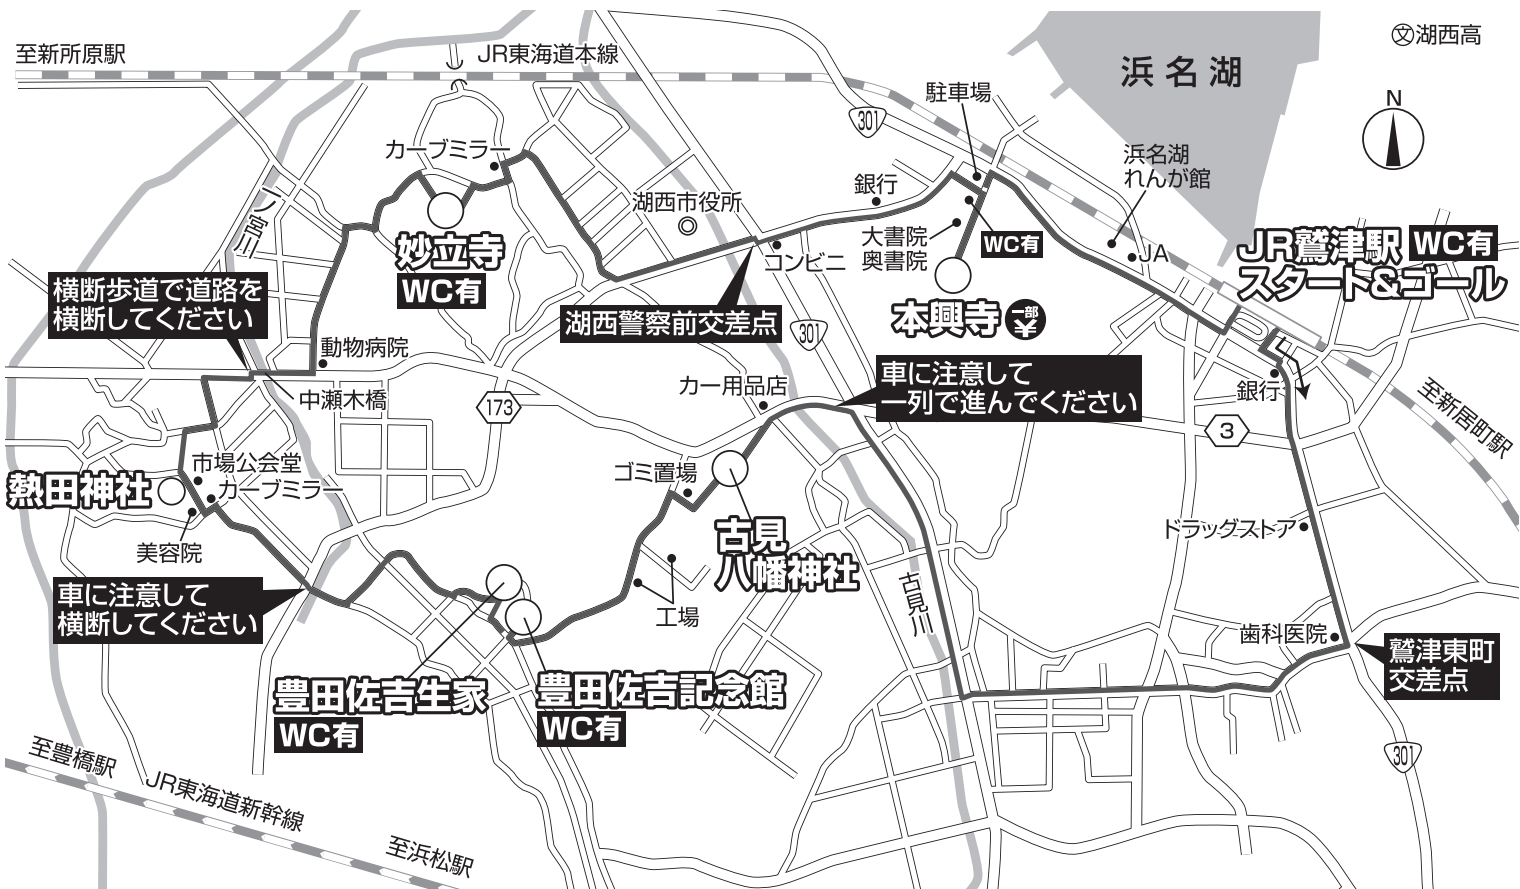 至新所原駅
JR東海道本線
浜名湖
文湖西高
N
301
駐車場
カーブミラー
浜名湖
れんが館
銀行
湖西市役所
一ノ宮川
大書院
奥書院
WC有
コンビニ
JA
妙立寺
WC有
JR鷲津駅 WC有
スタート&ゴール
横断歩道で道路を
横断してください
湖西警察前交差点
本興寺
一部
301
動物病院
中瀬木橋
173
カー用品店
車に注意して
一列で進んでください
銀行
至新居町駅
3
市場公会堂
カーブミラー
熱田神社
ゴミ置場
美容院
古見
八幡神社
ドラッグストア
車に注意して
横断してください
工場
古見川
歯科医院
鷲津東町
交差点
豊田佐吉生家
WC有
豊田佐吉記念館
WC有
301
至豊橋駅
JR東海道新幹線
至浜松駅